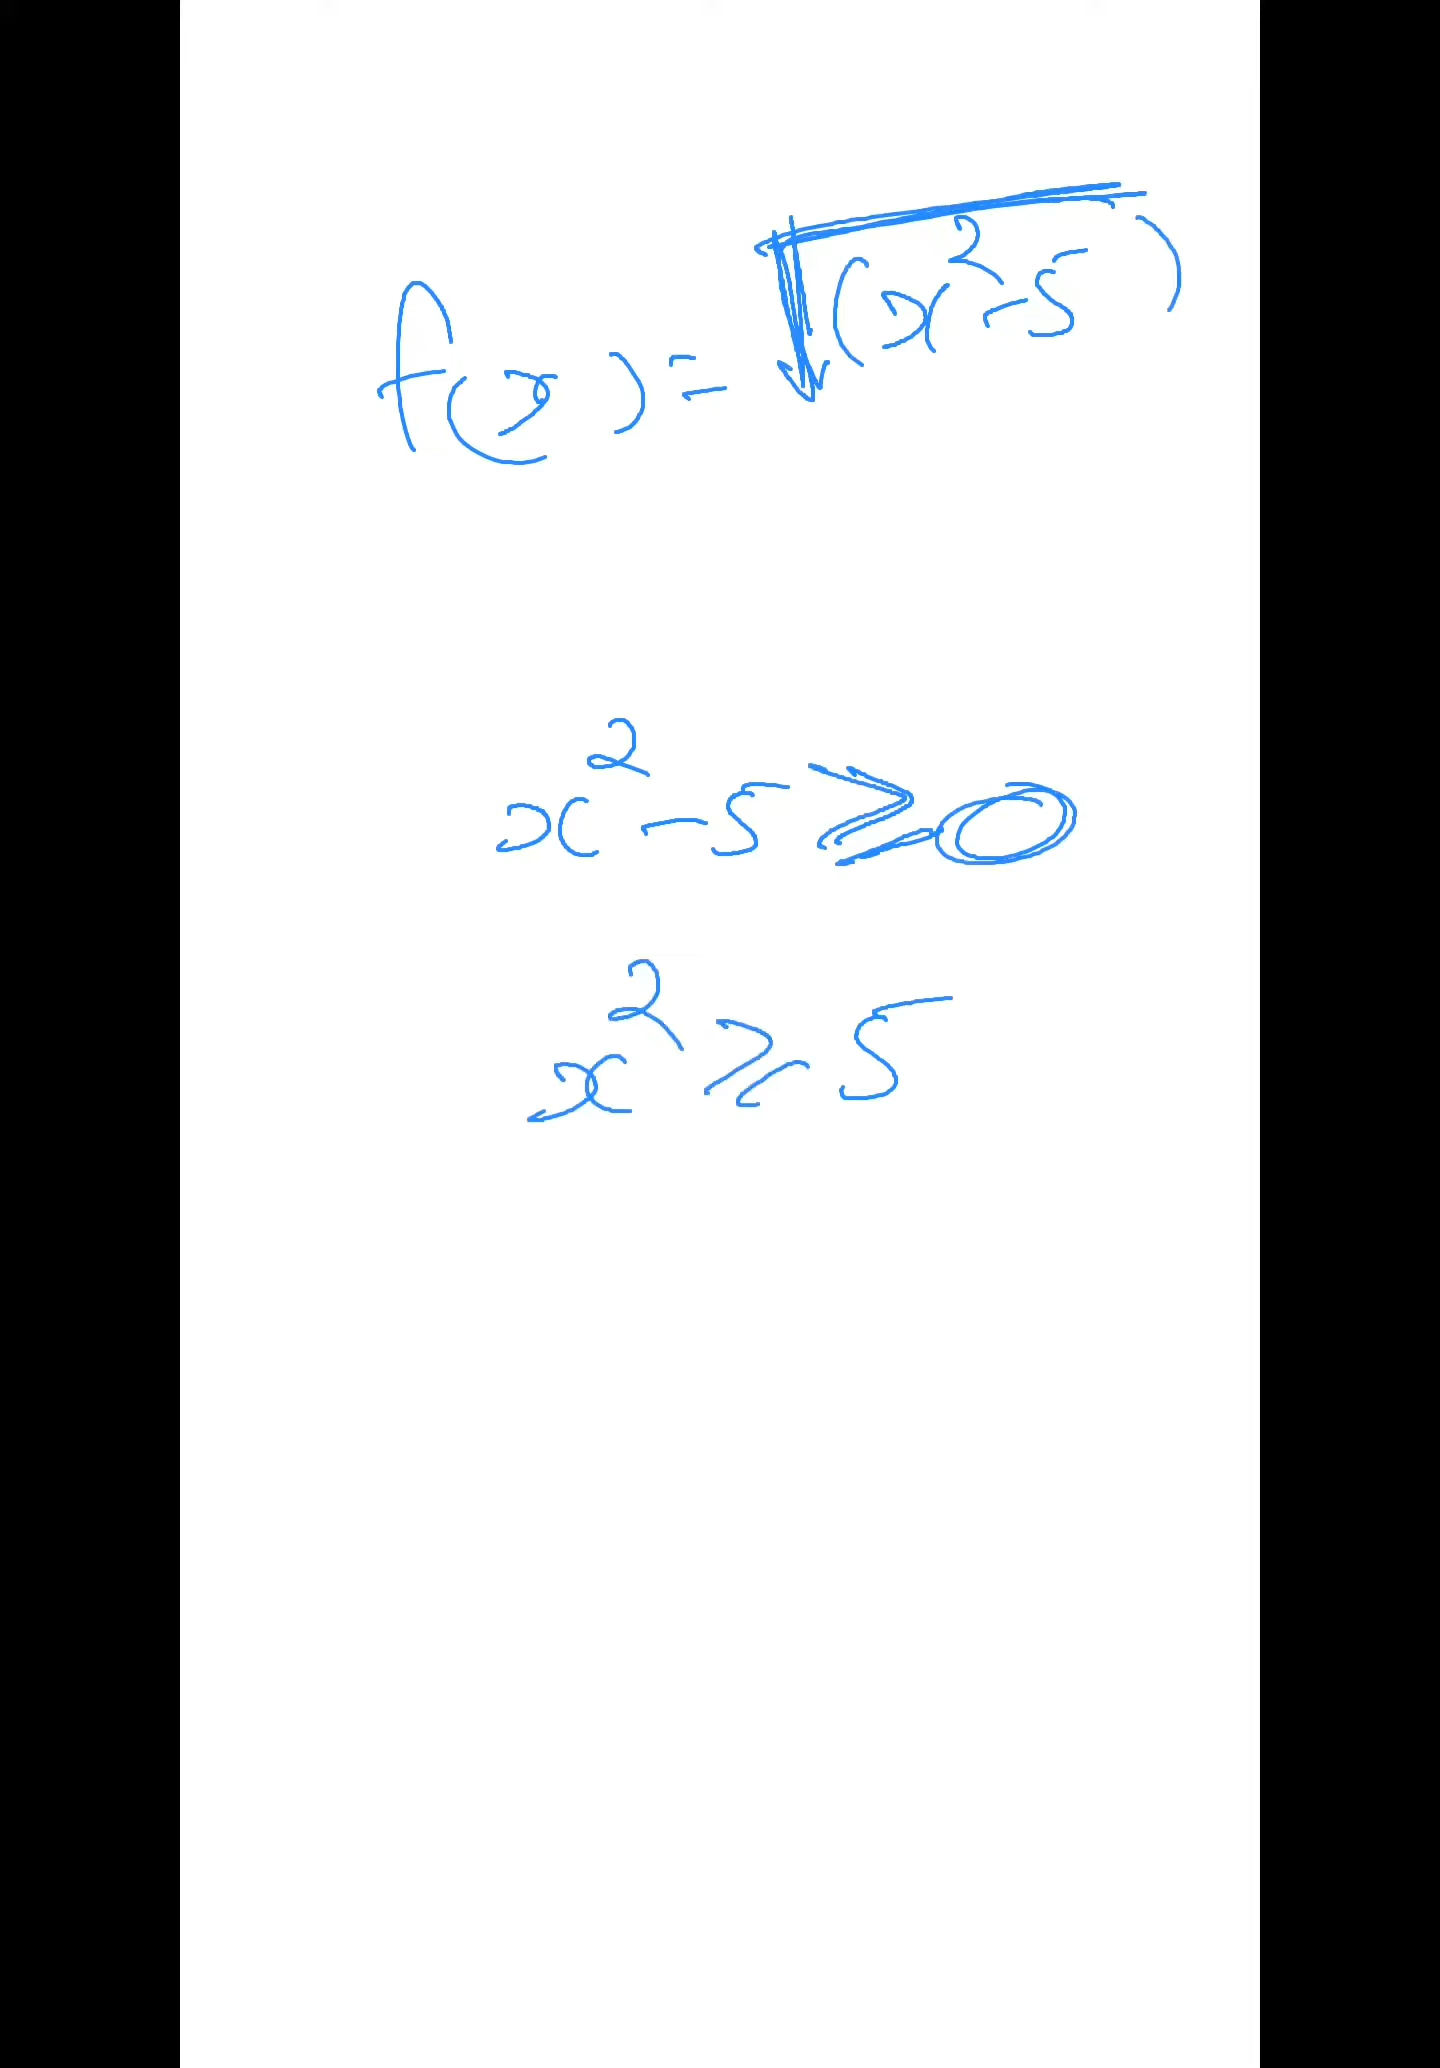 f(x) = √(x²-5)
x² - 5 ⩾ 0
x² ⩾ 5